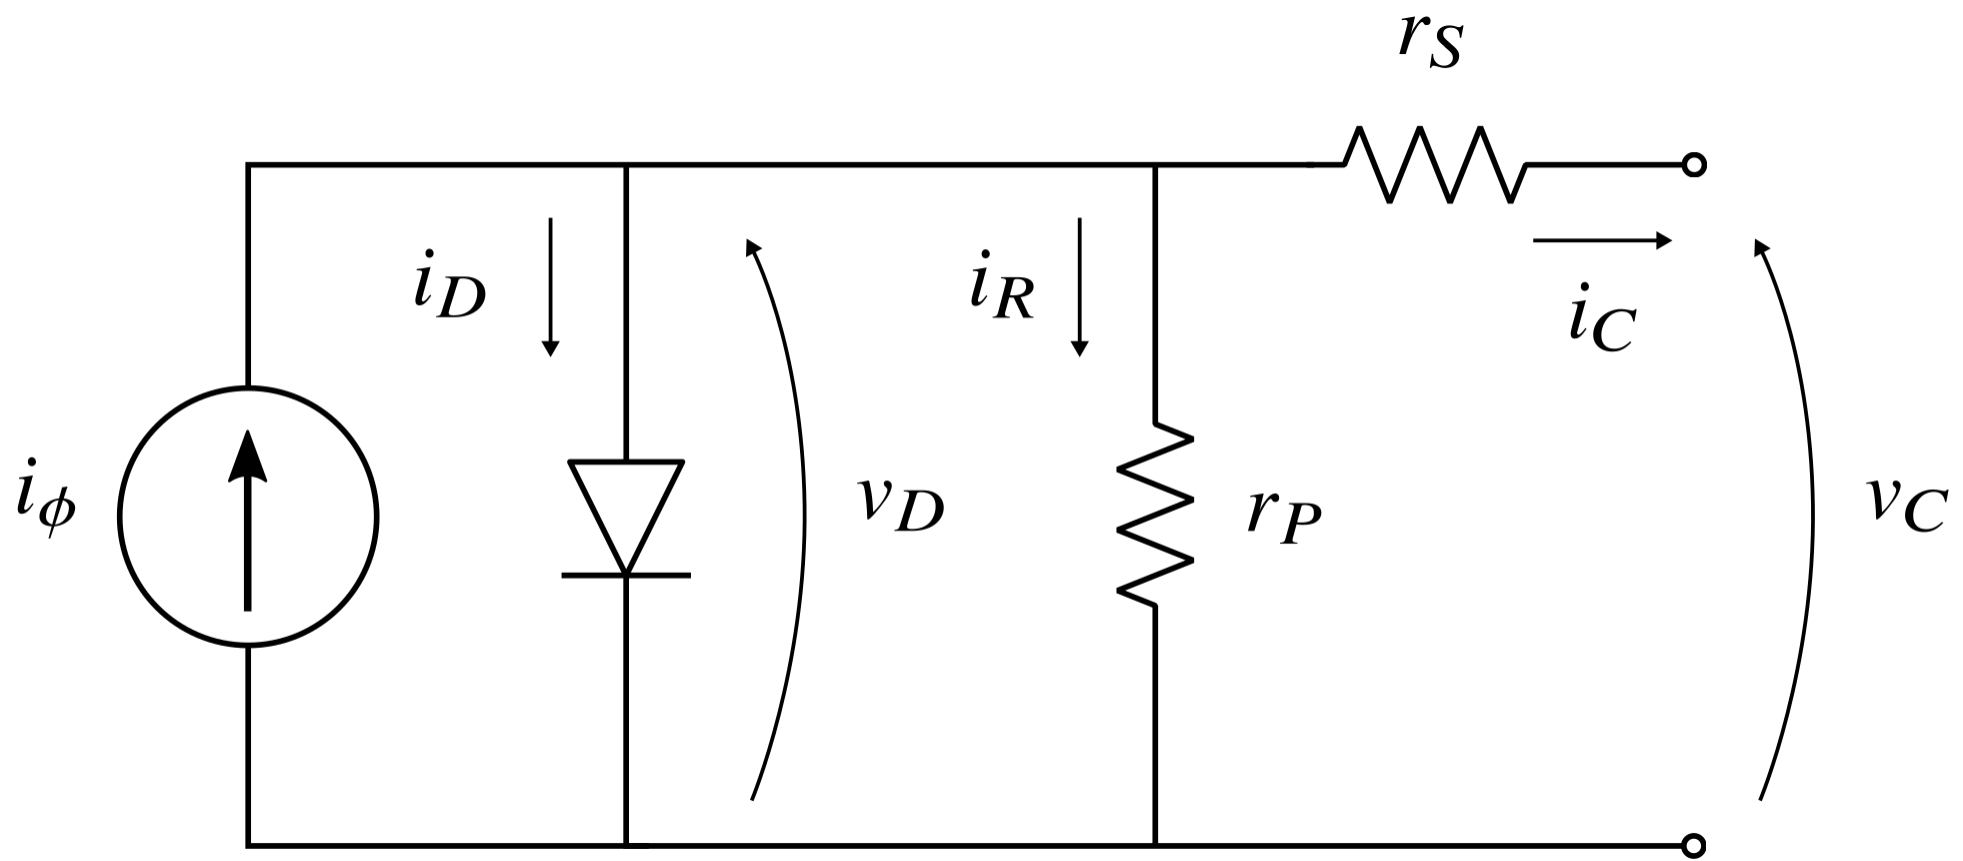 r_S
i_D
i_R
i_C
i_ϕ
v_D
r_P
v_C